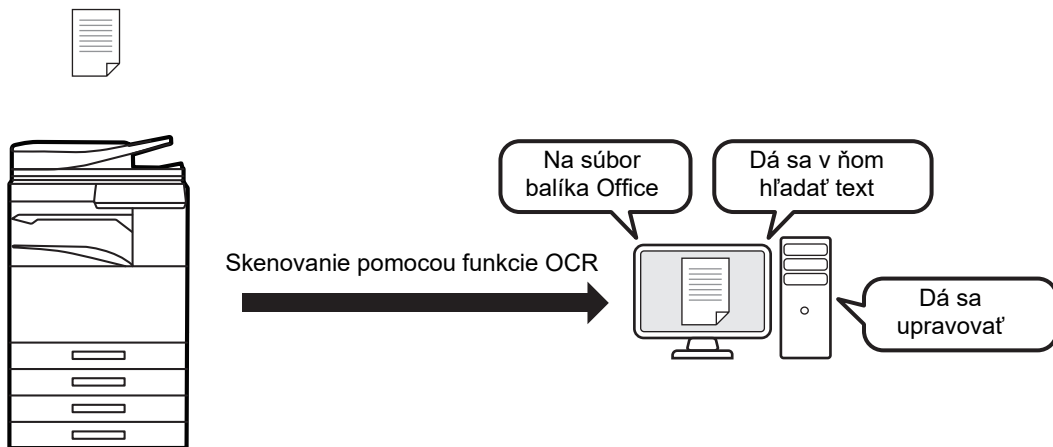 Na súbor
balíka Office
Dá sa v ňom
hľadať text
Skenovanie pomocou funkcie OCR
Dá sa
upravovať